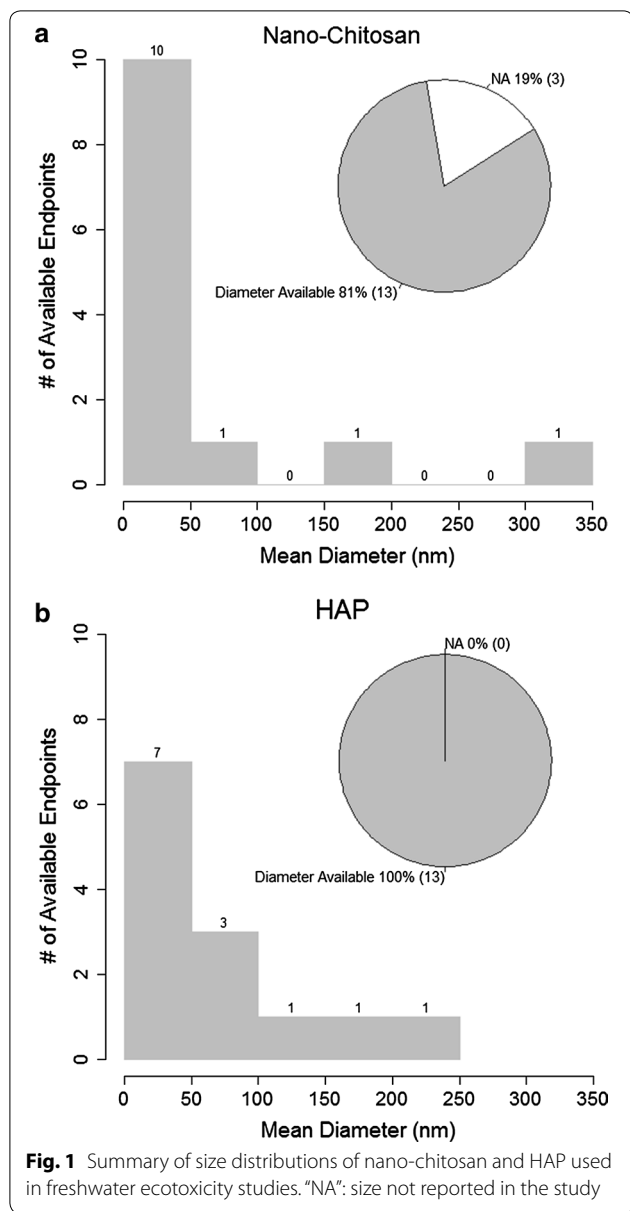 a
Nano-Chitosan
10
10
8
6
4
2
0
# of Available Endpoints
NA 19% (3)
Diameter Available 81% (13)
1
0
1
0
0
1
0 50 100 150 200 250 300 350
Mean Diameter (nm)
b
HAP
10
8
6
4
2
0
# of Available Endpoints
NA 0% (0)
Diameter Available 100% (13)
7
3
1
1
1
0 50 100 150 200 250 300 350
Mean Diameter (nm)
Fig. 1 Summary of size distributions of nano-chitosan and HAP used
in freshwater ecotoxicity studies. “NA”: size not reported in the study